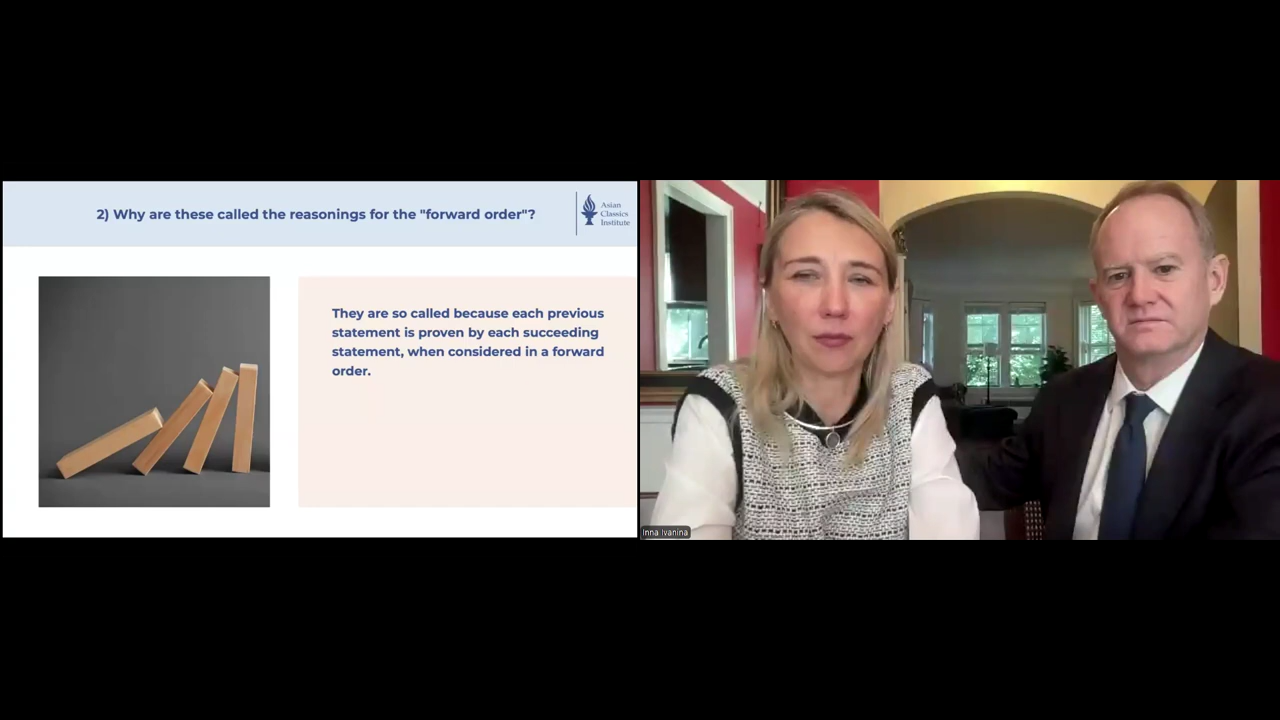 2) Why are these called the reasonings for the "forward order"?
Asian
Classics
Institute
They are so called because each previous
statement is proven by each succeeding
statement, when considered in a forward
order.
Inna Ivanina